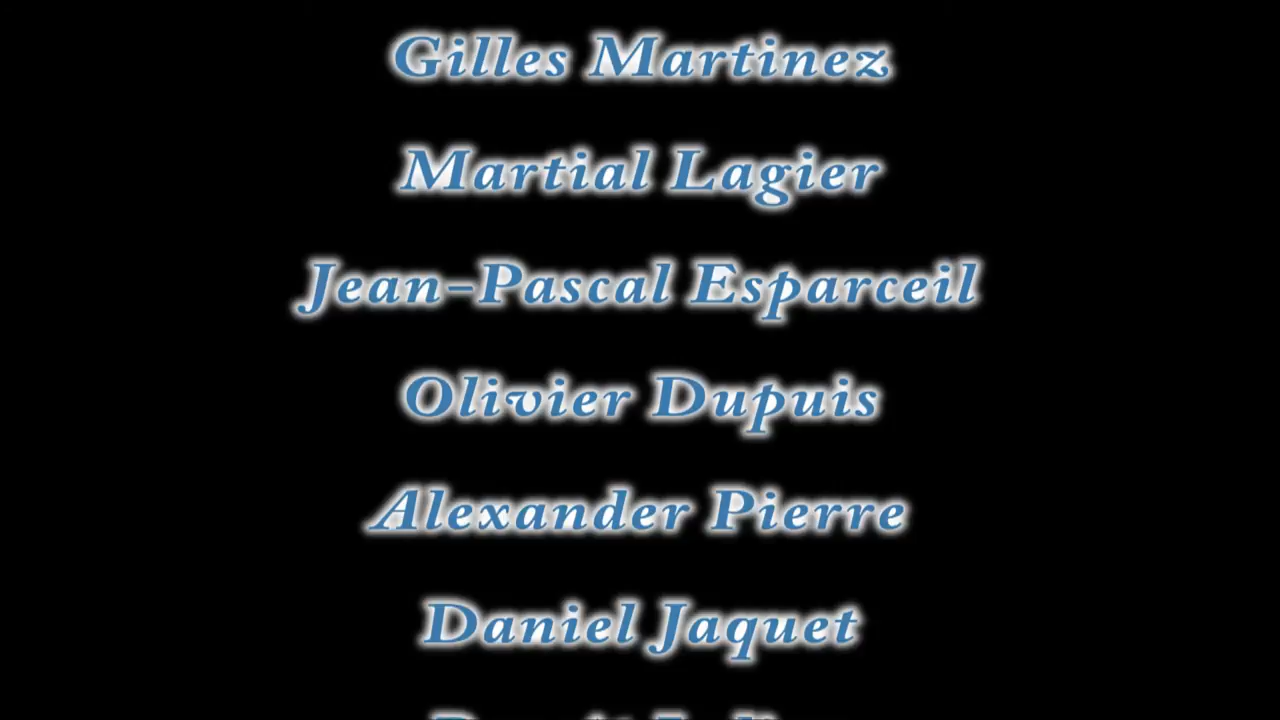 Gilles Martinez
Martial Lagier
Jean-Pascal Esparceil
Olivier Dupuis
Alexander Pierre
Daniel Jaquet